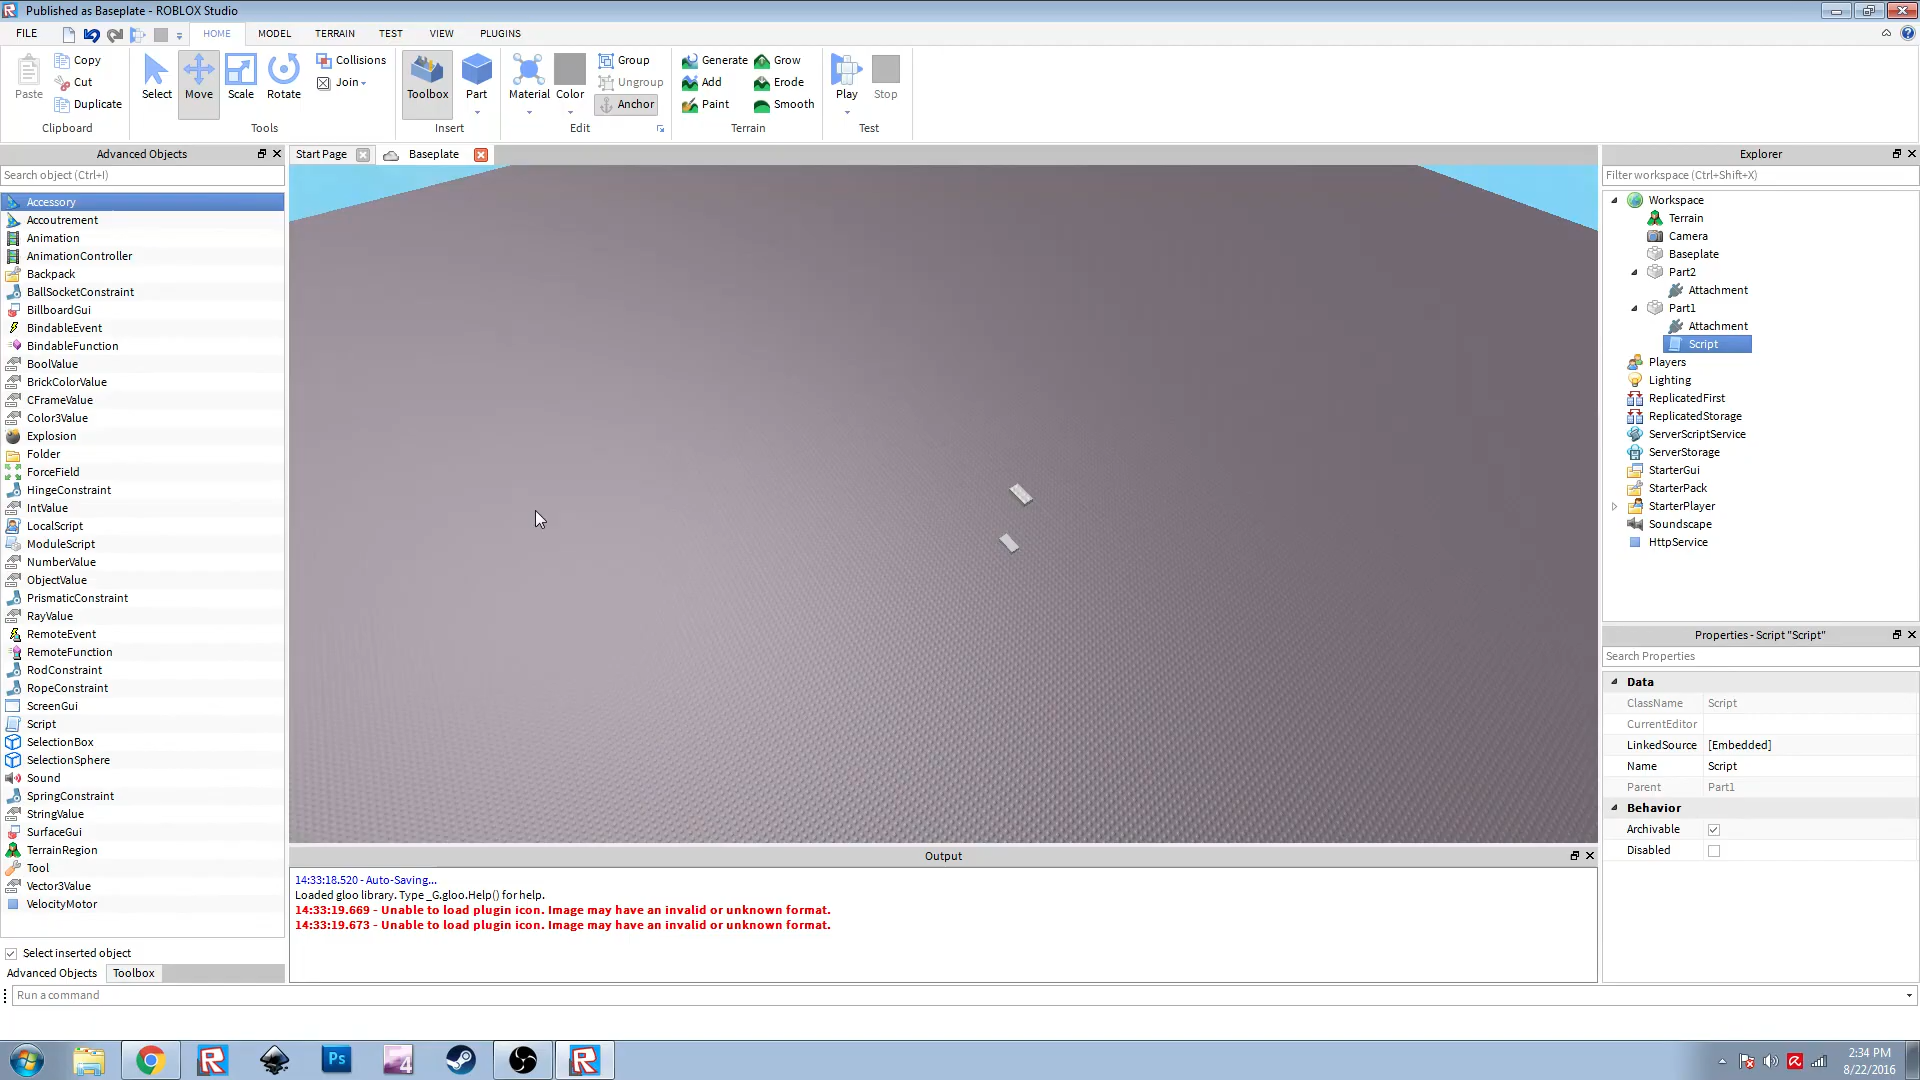 Published as Baseplate - ROBLOX Studio
FILE HOME MODEL TERRAIN TEST VIEW PLUGINS
Paste
Copy
Cut
Duplicate
Clipboard
Select Move Scale Rotate
Collisions
Join
Tools
Toolbox Part
Insert
Material Color
Group
Ungroup
Anchor
Edit
Generate Grow
Add Erode
Paint Smooth
Terrain
Play Stop
Test
Advanced Objects
Search object (Ctrl+I)
Accessory
Accoutrement
Animation
AnimationController
Backpack
BallSocketConstraint
BillboardGui
BindableEvent
BindableFunction
BoolValue
BrickColorValue
CFrameValue
Color3Value
Explosion
Folder
ForceField
HingeConstraint
IntValue
LocalScript
ModuleScript
NumberValue
ObjectValue
PrismaticConstraint
RayValue
RemoteEvent
RemoteFunction
RodConstraint
RopeConstraint
ScreenGui
Script
SelectionBox
SelectionSphere
Sound
SpringConstraint
StringValue
SurfaceGui
TerrainRegion
Tool
Vector3Value
VelocityMotor
Select inserted object
Advanced Objects Toolbox
Run a command
Start Page Baseplate
Output
14:33:18.520 - Auto-Saving...
Loaded gloo library. Type _G.gloo.Help() for help.
14:33:19.669 - Unable to load plugin icon. Image may have an invalid or unknown format.
14:33:19.673 - Unable to load plugin icon. Image may have an invalid or unknown format.
Explorer
Filter workspace (Ctrl+Shift+X)
Workspace
Terrain
Camera
Baseplate
Part2
Attachment
Part1
Attachment
Script
Players
Lighting
ReplicatedFirst
ReplicatedStorage
ServerScriptService
ServerStorage
StarterGui
StarterPack
StarterPlayer
Soundscape
HttpService
Properties - Script "Script"
Search Properties
Data
ClassName Script
CurrentEditor
LinkedSource [Embedded]
Name Script
Parent Part1
Behavior
Archivable
Disabled
Ps
4
2:34 PM
8/22/2016